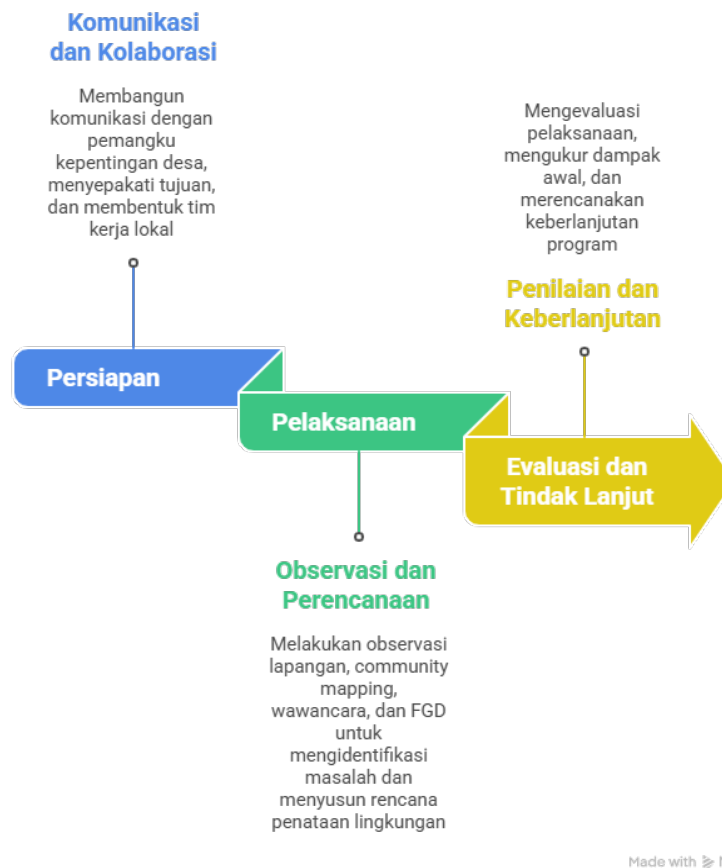 Komunikasi
dan Kolaborasi
Membangun
komunikasi dengan
pemangku
kepentingan desa,
menyepakati tujuan,
dan membentuk tim
kerja lokal
Mengevaluasi
pelaksanaan,
mengukur dampak
awal, dan
merencanakan
keberlanjutan
program
Penilaian dan
Keberlanjutan
Persiapan
Pelaksanaan
Evaluasi dan
Tindak Lanjut
Observasi dan
Perencanaan
Melakukan observasi
lapangan, community
mapping,
wawancara, dan FGD
untuk
mengidentifikasi
masalah dan
menyusun rencana
penataan lingkungan
Made with